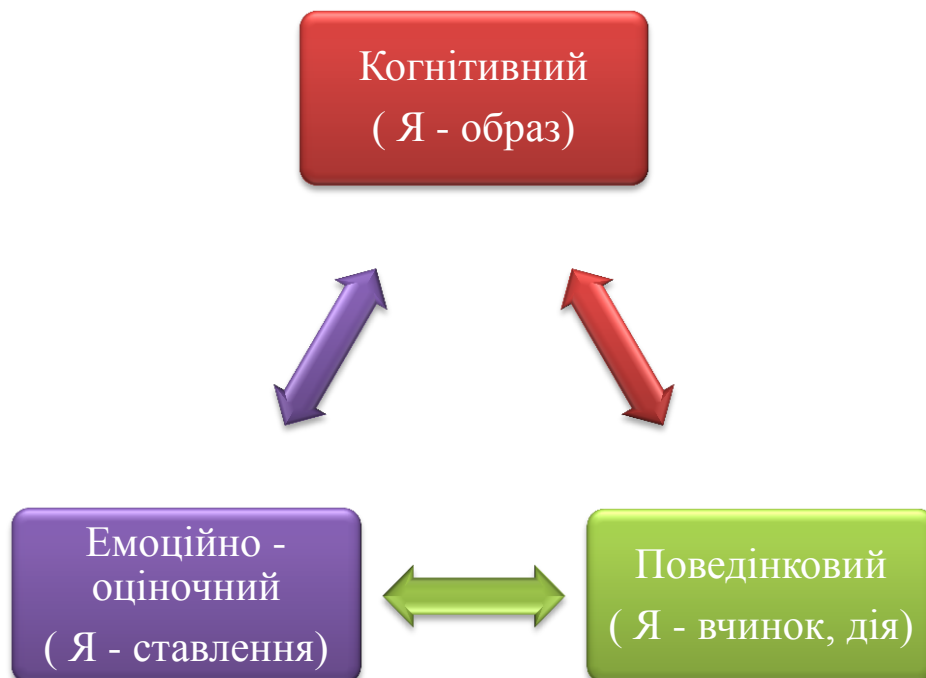 Когнітивний
( Я - образ)
Емоційно -
оціночний
( Я - ставлення)
Поведінковий
( Я - вчинок, дія)